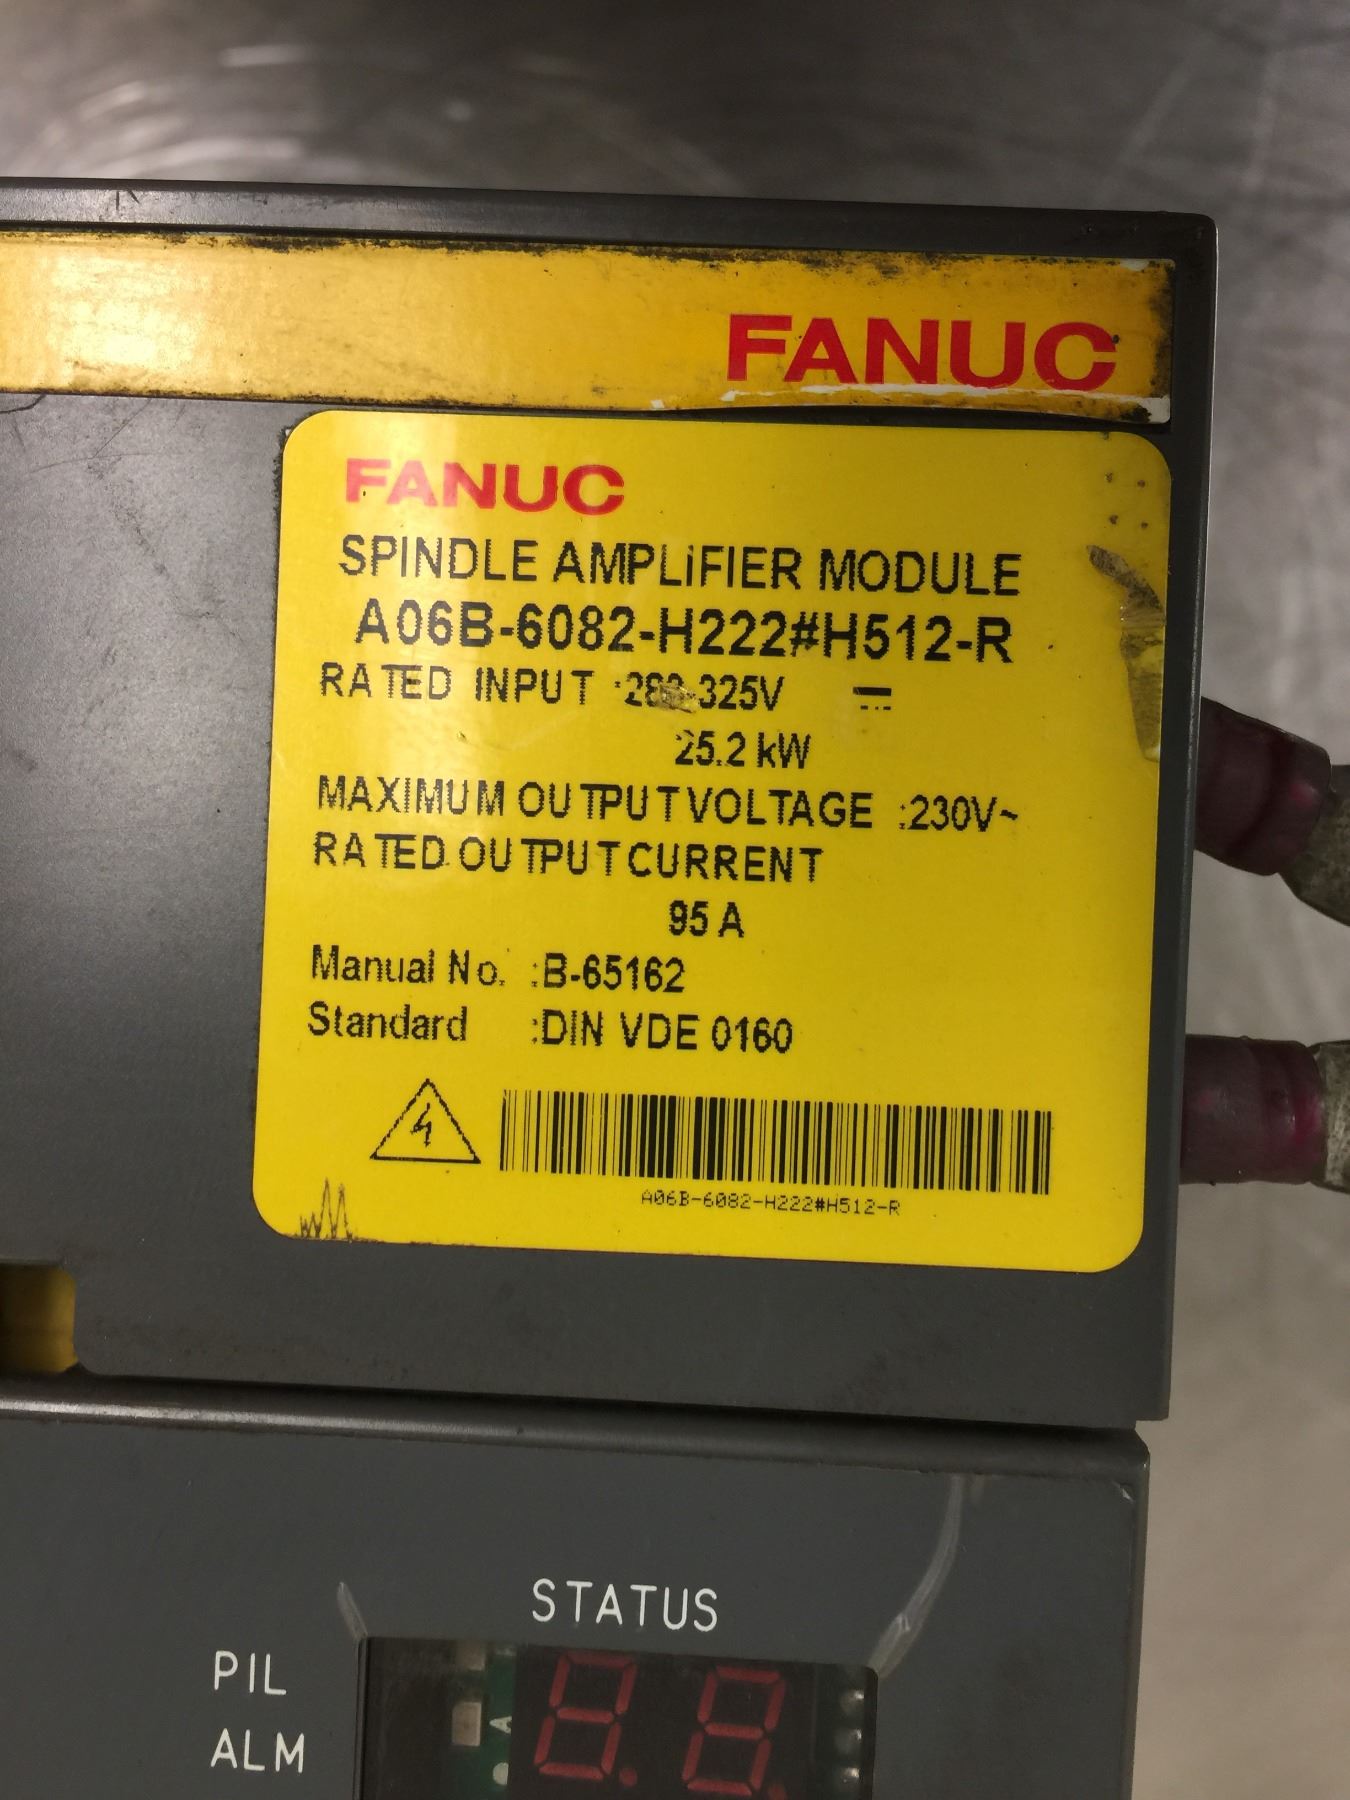 FANUC
FANUC
SPINDLE AMPLIFIER MODULE
A06B-6082-H222#H512-R
RATED INPUT 325V
25.2 kW
MAXIMUM OUTPUT VOLTAGE :230V~
RATED OUTPUT CURRENT
95 A
Manual No. :B-65162
Standard :DIN VDE 0160
A06B-6082-H222#H512-R
STATUS
PIL
ALM